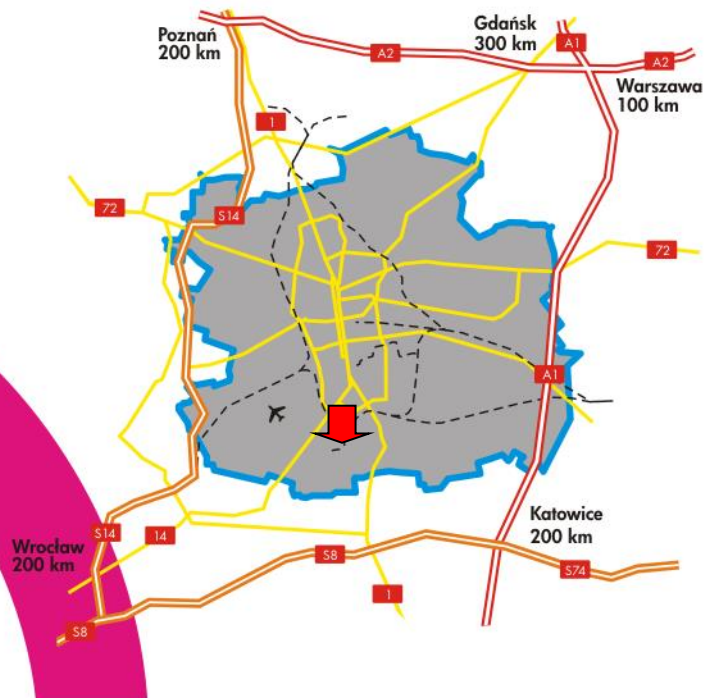 Gdańsk
300 km
Poznań
200 km
A1
A2
A2
Warszawa
100 km
1
72
S14
72
A1
Katowice
200 km
S14
14
Wrocław
200 km
S8
S74
1
S8